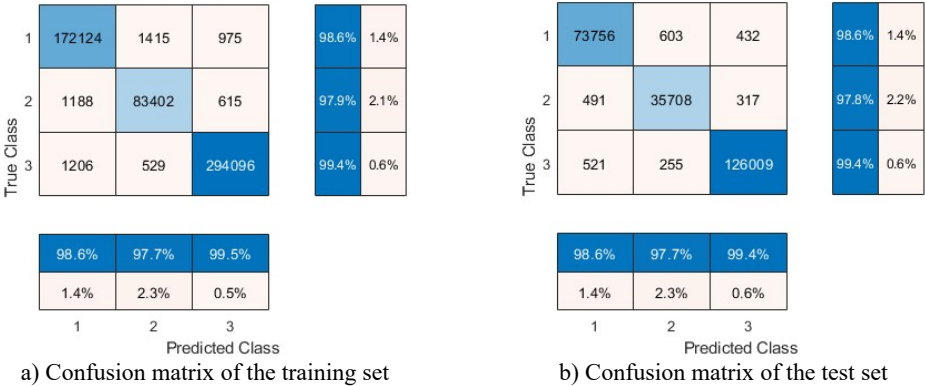 1 172124 1415 975 98.6% 1.4%
2 1188 83402 615 97.9% 2.1%
3 1206 529 294096 99.4% 0.6%
True Class
98.6% 97.7% 99.5%
1.4% 2.3% 0.5%
1 2 3
Predicted Class
a) Confusion matrix of the training set
1 73756 603 432 98.6% 1.4%
2 491 35708 317 97.8% 2.2%
3 521 255 126009 99.4% 0.6%
True Class
98.6% 97.7% 99.4%
1.4% 2.3% 0.6%
1 2 3
Predicted Class
b) Confusion matrix of the test set